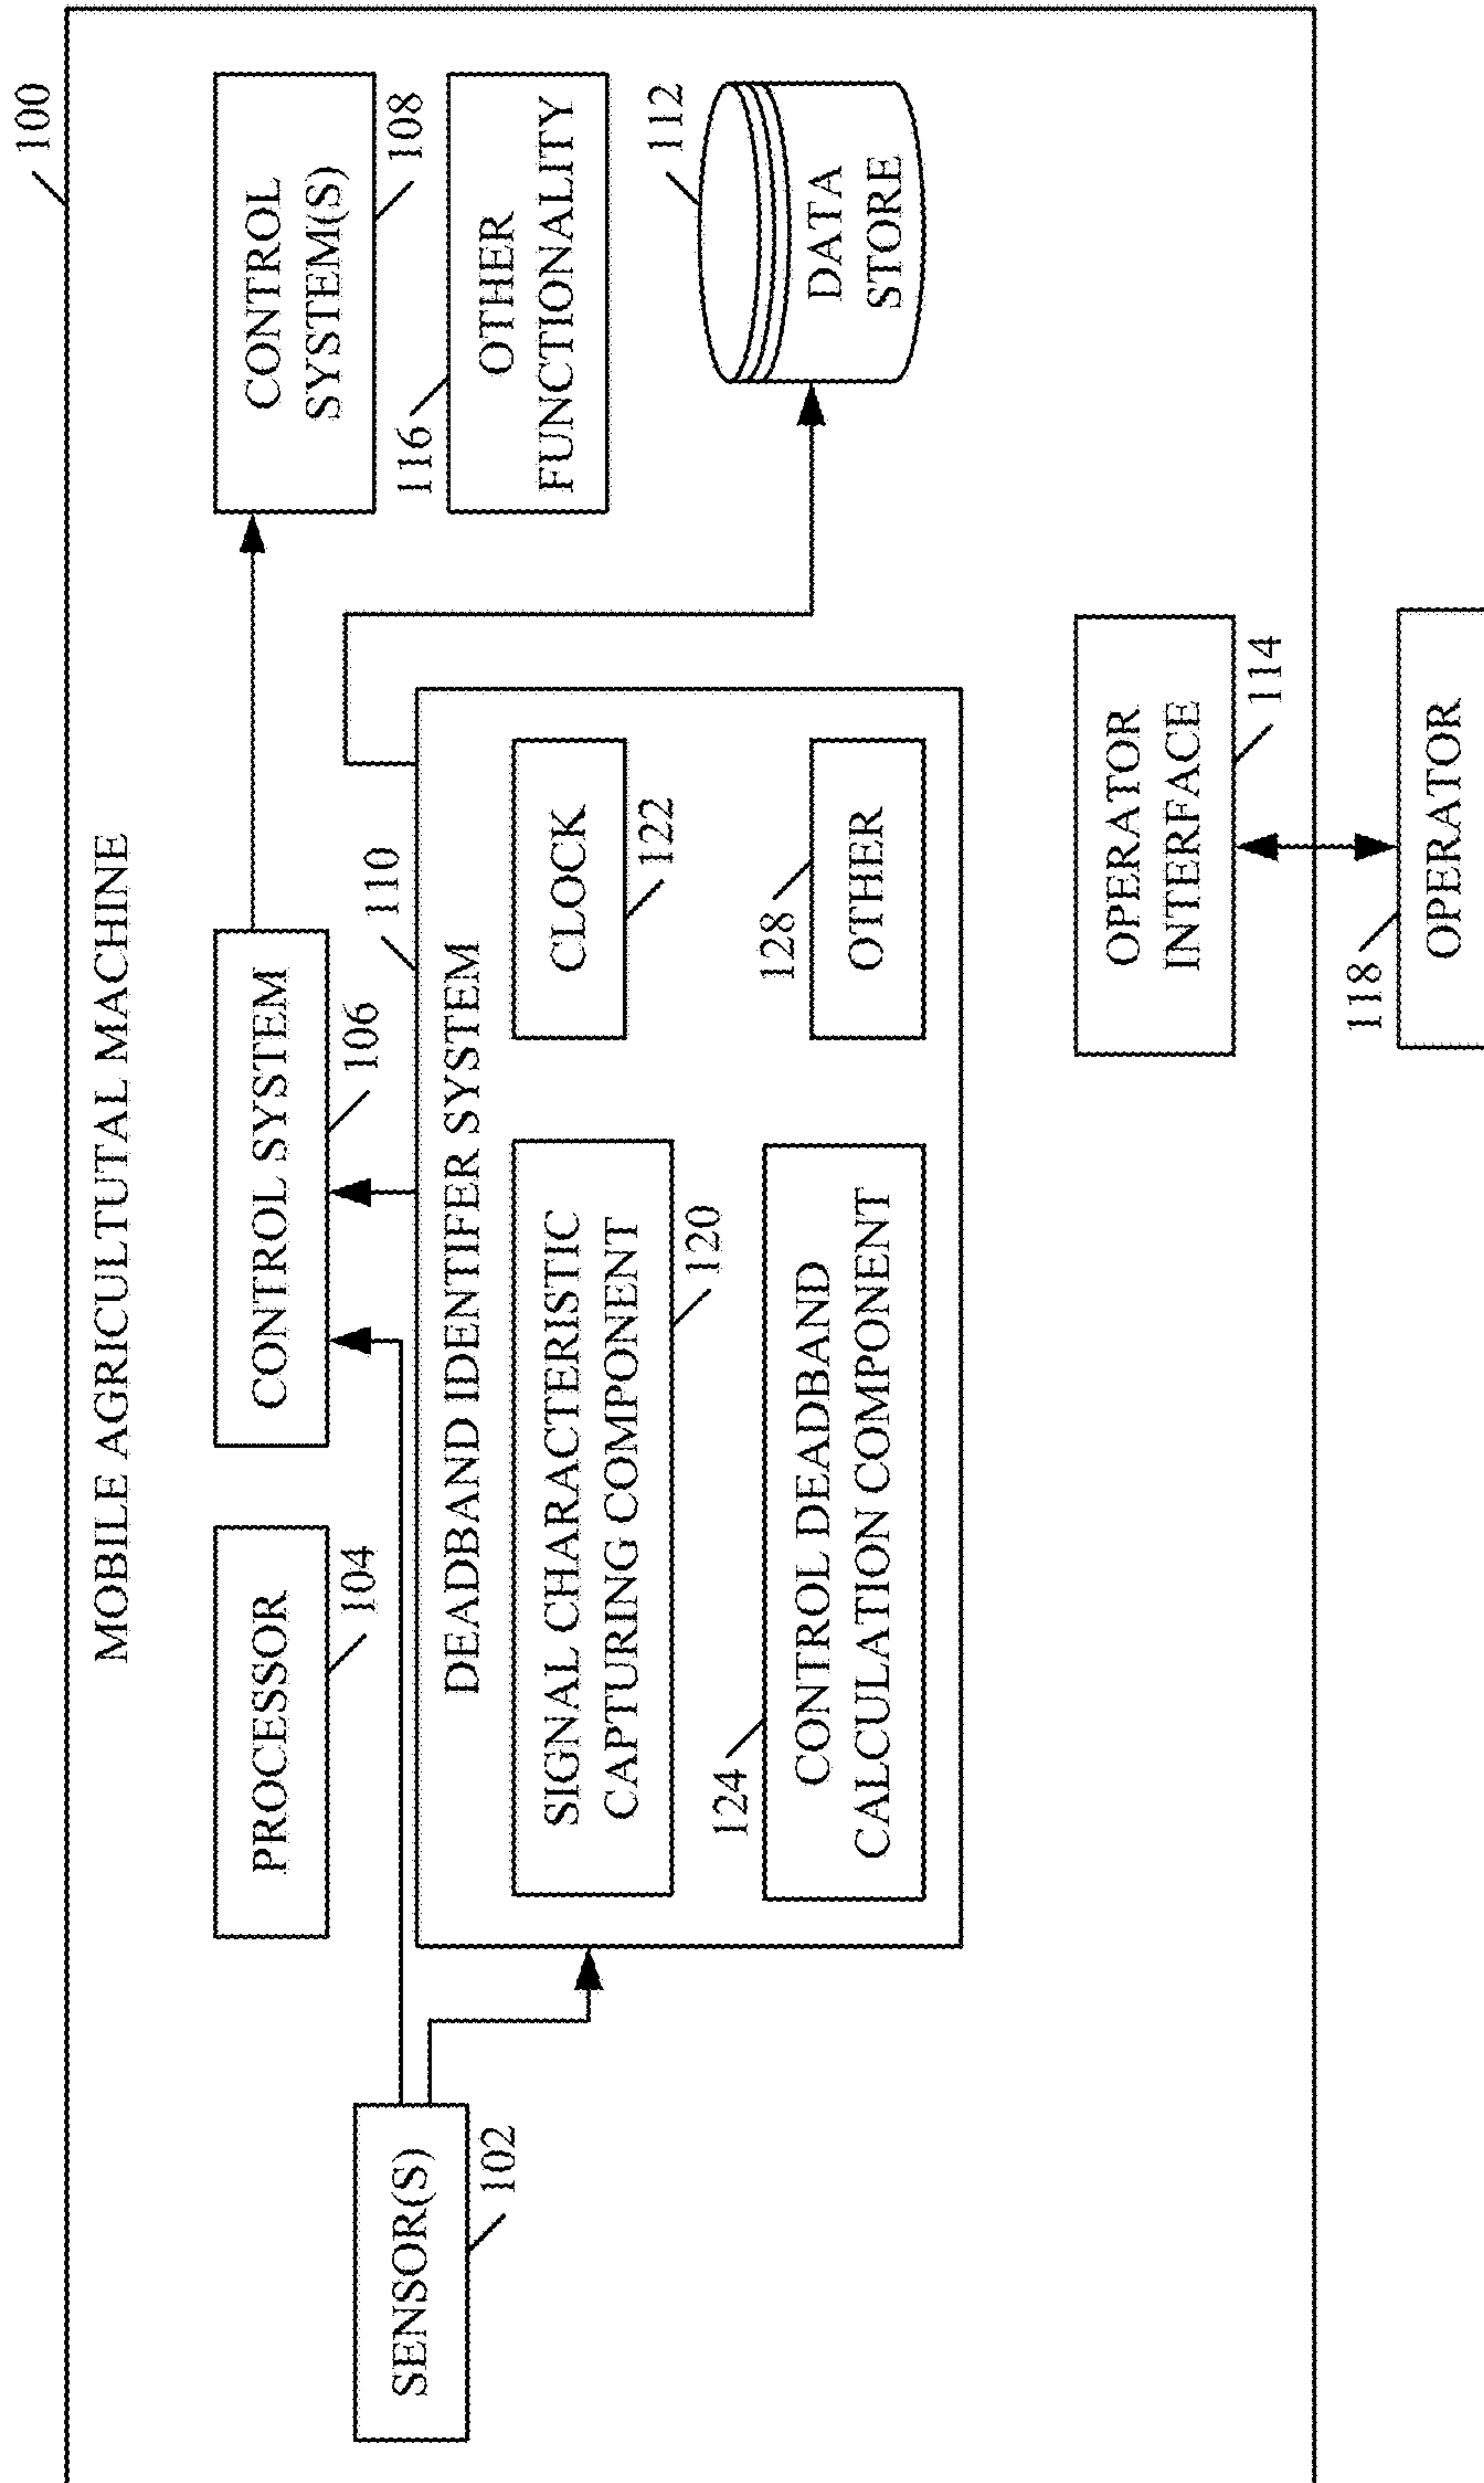 100
MOBILE AGRICULTUTAL MACHINE
PROCESSOR
104
CONTROL SYSTEM
106
CONTROL
SYSTEM(S)
108
SENSOR(S)
102
110
DEADBAND IDENTIFER SYSTEM
SIGNAL CHARACTERISTIC
CAPTURING COMPONENT
120
CLOCK
122
124
CONTROL DEADBAND
CALCULATION COMPONENT
128
OTHER
116
OTHER
FUNCTIONALITY
112
DATA
STORE
OPERATOR
INTERFACE
114
118
OPERATOR